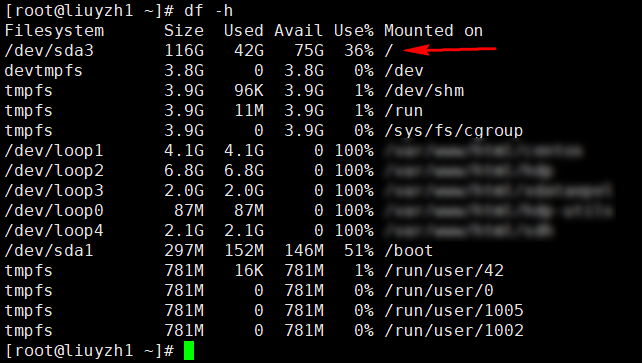 [root@liuyzh1 ~]# df -h
Filesystem Size Used Avail Use% Mounted on
/dev/sda3 116G 42G 75G 36% /
devtmpfs 3.8G 0 3.8G 0% /dev
tmpfs 3.9G 96K 3.9G 1% /dev/shm
tmpfs 3.9G 11M 3.9G 1% /run
tmpfs 3.9G 0 3.9G 0% /sys/fs/cgroup
/dev/loop1 4.1G 4.1G 0 100%
/dev/loop2 6.8G 6.8G 0 100%
/dev/loop3 2.0G 2.0G 0 100%
/dev/loop0 87M 87M 0 100%
/dev/loop4 2.1G 2.1G 0 100%
/dev/sda1 297M 152M 146M 51% /boot
tmpfs 781M 16K 781M 1% /run/user/42
tmpfs 781M 0 781M 0% /run/user/0
tmpfs 781M 0 781M 0% /run/user/1005
tmpfs 781M 0 781M 0% /run/user/1002
[root@liuyzh1 ~]#